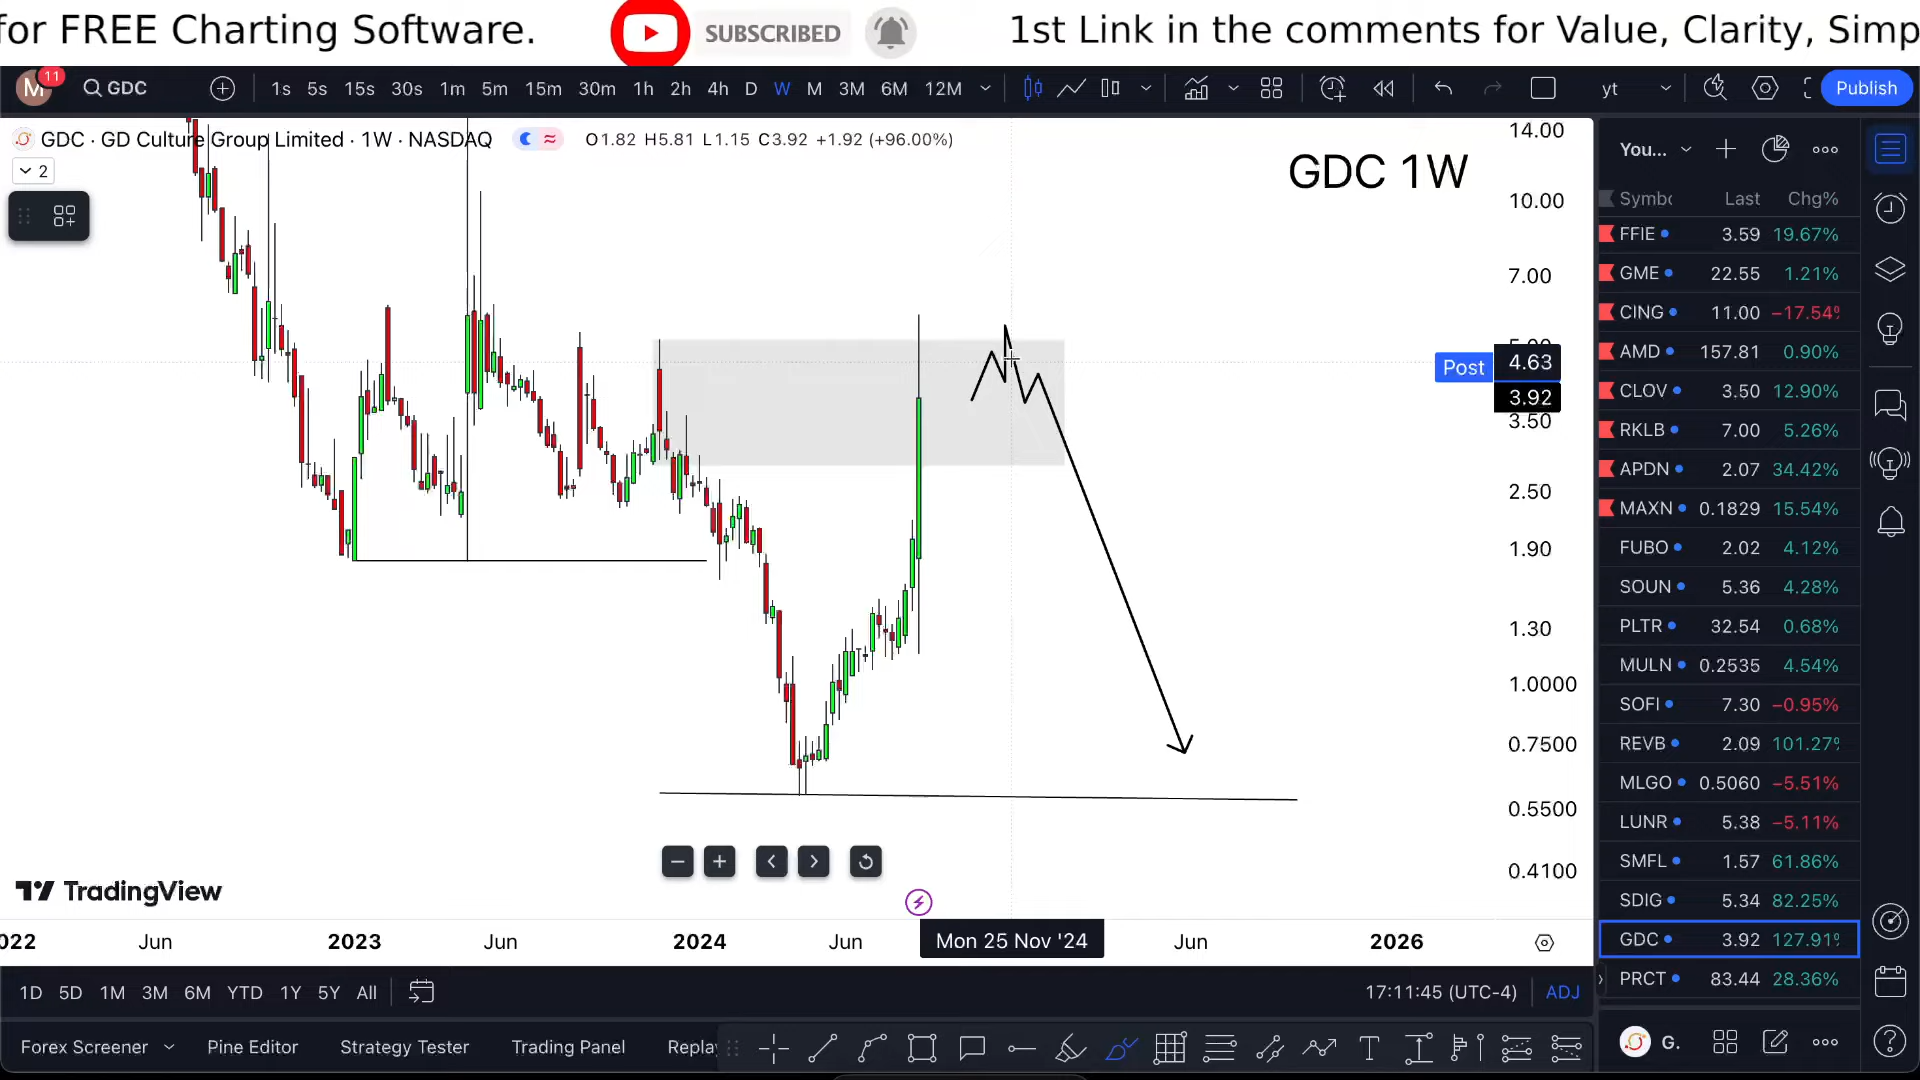 for FREE Charting Software.
SUBSCRIBED
1st Link in the comments for Value, Clarity, Simp
M 11 GDC 1s 5s 15s 30s 1m 5m 15m 30m 1h 2h 4h D W M 3M 6M 12M yt Publish
GDC · GD Culture Group Limited · 1W · NASDAQ O1.82 H5.81 L1.15 C3.92 +1.92 (+96.00%)
2
GDC 1W
14.00
10.00
7.00
5.00
Post 4.63
3.92
3.50
2.50
1.90
1.30
1.0000
0.7500
0.5500
0.4100
TradingView
2022 Jun 2023 Jun 2024 Jun Mon 25 Nov '24 Jun 2026
1D 5D 1M 3M 6M YTD 1Y 5Y All 17:11:45 (UTC-4) ADJ
Forex Screener Pine Editor Strategy Tester Trading Panel Repla
You...
Symbo Last Chg%
FFIE 3.59 19.67%
GME 22.55 1.21%
CING 11.00 −17.54%
AMD 157.81 0.90%
CLOV 3.50 12.90%
RKLB 7.00 5.26%
APDN 2.07 34.42%
MAXN 0.1829 15.54%
FUBO 2.02 4.12%
SOUN 5.36 4.28%
PLTR 32.54 0.68%
MULN 0.2535 4.54%
SOFI 7.30 −0.95%
REVB 2.09 101.27%
MLGO 0.5060 −5.51%
LUNR 5.38 −5.11%
SMFL 1.57 61.86%
SDIG 5.34 82.25%
GDC 3.92 127.91%
PRCT 83.44 28.36%
G.